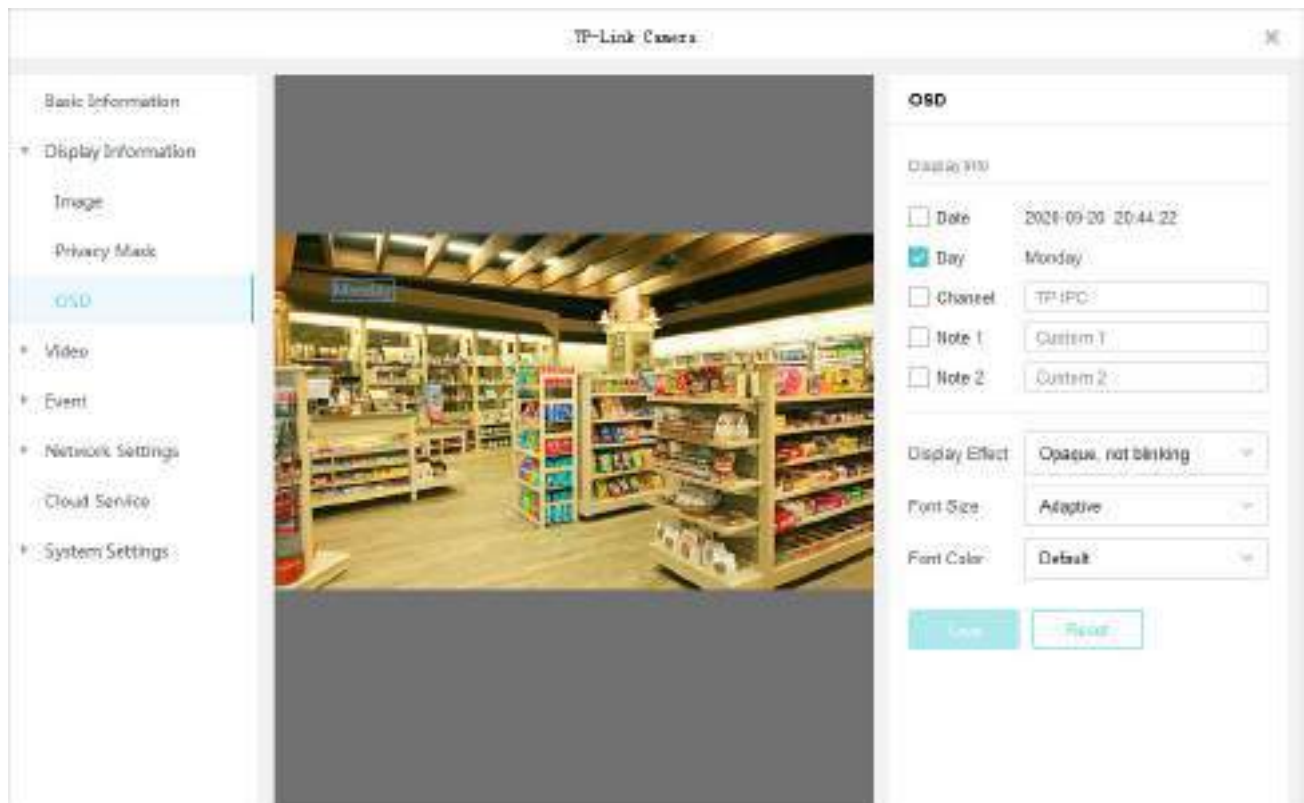 TP-Link Camera
Basic Information
Display Information
Image
Privacy Mask
OSD
Video
Event
Network Settings
Cloud Service
System Settings
Monday
OSD
Display Info
Date 2020-09-20 20:44:22
Day Monday
Channel TP-IPC
Note 1 Custom 1
Note 2 Custom 2
Display Effect Opaque, not blinking
Font Size Adaptive
Font Color Default
Save Reset